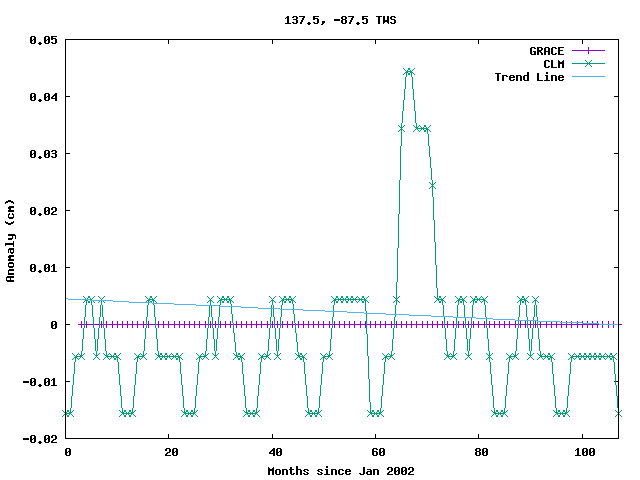 137.5, -87.5 TWS
GRACE
CLM
Trend Line
0.05
0.04
0.03
0.02
0.01
0
-0.01
-0.02
Anomaly (cm)
0 20 40 60 80 100
Months since Jan 2002